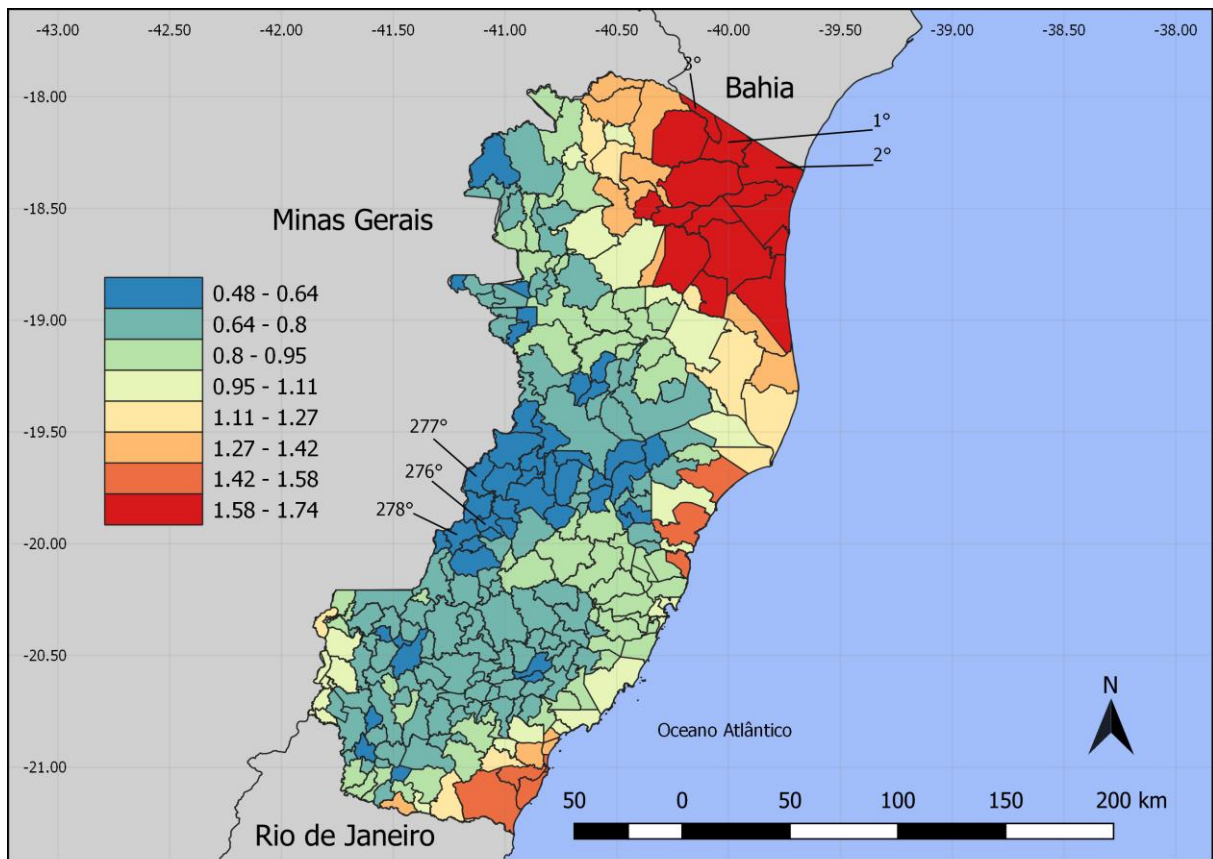 -43.00 -42.50 -42.00 -41.50 -41.00 -40.50 -40.00 -39.50 -39.00 -38.50 -38.00
3°
Bahia
-18.00
1°
2°
-18.50
Minas Gerais
0.48 - 0.64
0.64 - 0.8
-19.00
0.8 - 0.95
0.95 - 1.11
1.11 - 1.27
-19.50
277°
1.27 - 1.42
276°
1.42 - 1.58
278°
1.58 - 1.74
-20.00
-20.50
N
Oceano Atlântico
-21.00
50 0 50 100 150 200 km
Rio de Janeiro